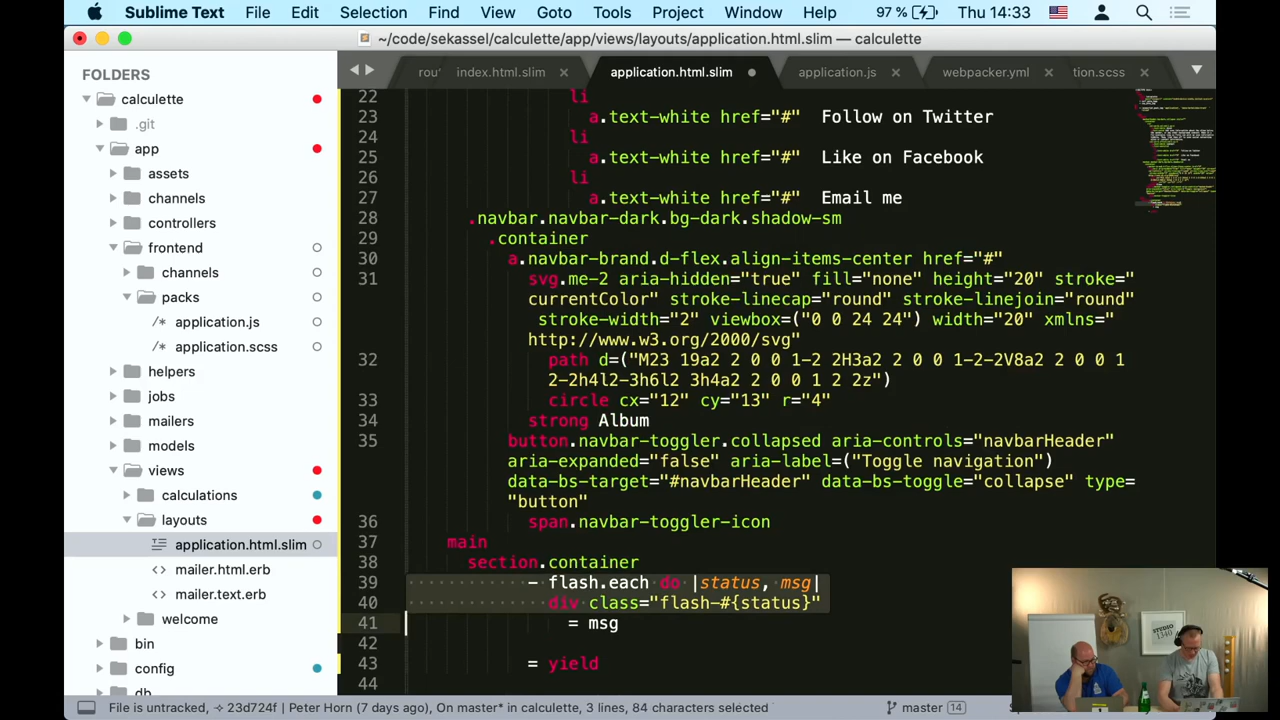 Sublime Text File Edit Selection Find View Goto Tools Project Window Help 97 % Thu 14:33
~/code/sekassel/calculette/app/views/layouts/application.html.slim — calculette
FOLDERS
calculette
.git
app
assets
channels
controllers
frontend
channels
packs
application.js
application.scss
helpers
jobs
mailers
models
views
calculations
layouts
application.html.slim
mailer.html.erb
mailer.text.erb
welcome
bin
config
db
rou index.html.slim application.html.slim application.js webpacker.yml tion.scss
22 li
23 a.text-white href="#" Follow on Twitter
24 li
25 a.text-white href="#" Like on Facebook
26 li
27 a.text-white href="#" Email me
28 .navbar.navbar-dark.bg-dark.shadow-sm
29 .container
30 a.navbar-brand.d-flex.align-items-center href="#"
31 svg.me-2 aria-hidden="true" fill="none" height="20" stroke="
currentColor" stroke-linecap="round" stroke-linejoin="round"
stroke-width="2" viewbox=("0 0 24 24") width="20" xmlns="
http://www.w3.org/2000/svg"
32 path d=("M23 19a2 2 0 0 1-2 2H3a2 2 0 0 1-2-2V8a2 2 0 0 1
2-2h4l2-3h6l2 3h4a2 2 0 0 1 2 2z")
33 circle cx="12" cy="13" r="4"
34 strong Album
35 button.navbar-toggler.collapsed aria-controls="navbarHeader"
aria-expanded="false" aria-label=("Toggle navigation")
data-bs-target="#navbarHeader" data-bs-toggle="collapse" type=
"button"
36 span.navbar-toggler-icon
37 main
38 section.container
39 - flash.each do |status, msg|
40 div class="flash-#{status}"
41 = msg
42
43 = yield
44
STUDIO
1340
File is untracked, 23d724f | Peter Horn (7 days ago), On master* in calculette, 3 lines, 84 characters selected master 14